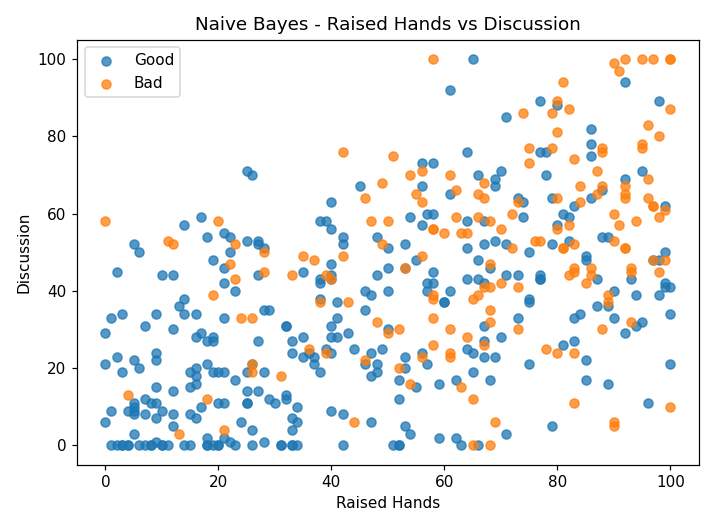 Naive Bayes - Raised Hands vs Discussion
Good
Bad
100
80
60
40
20
0
Discussion
0 20 40 60 80 100
Raised Hands